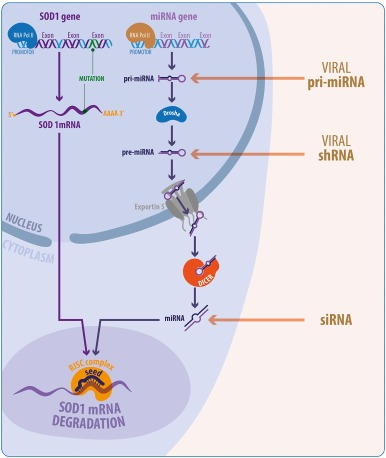 SOD1 gene
miRNA gene
RNA Pol II
Exon
Exon
Exon
RNA Pol II
Exon
Exon
Exon
PROMOTOR
PROMOTOR
MUTATION
pri-miRNA
VIRAL
pri-miRNA
5'
AAAA 3'
SOD 1mRNA
Drosha
pre-miRNA
VIRAL
shRNA
Exportin 5
NUCLEUS
CYTOPLASM
DICER
miRNA
siRNA
RISC complex
seed
SOD1 mRNA
DEGRADATION